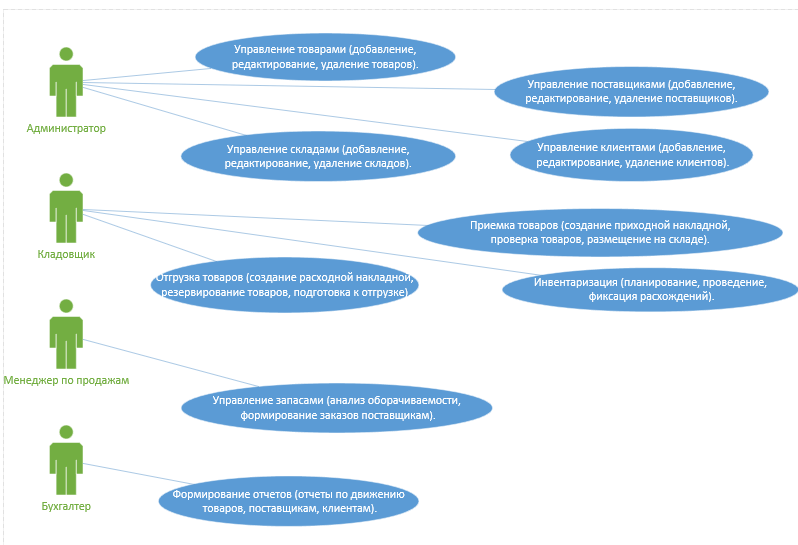 Управление товарами (добавление,
редактирование, удаление товаров).
Управление поставщиками (добавление,
редактирование, удаление поставщиков).
Администратор
Управление складами (добавление,
редактирование, удаление складов).
Управление клиентами (добавление,
редактирование, удаление клиентов).
Кладовщик
Приемка товаров (создание приходной накладной,
проверка товаров, размещение на складе).
Отгрузка товаров (создание расходной накладной,
резервирование товаров, подготовка к отгрузке)
Инвентаризация (планирование, проведение,
фиксация расхождений).
Менеджер по продажам
Управление запасами (анализ оборачиваемости,
формирование заказов поставщикам).
Бухгалтер
Формирование отчетов (отчеты по движению
товаров, поставщикам, клиентам).